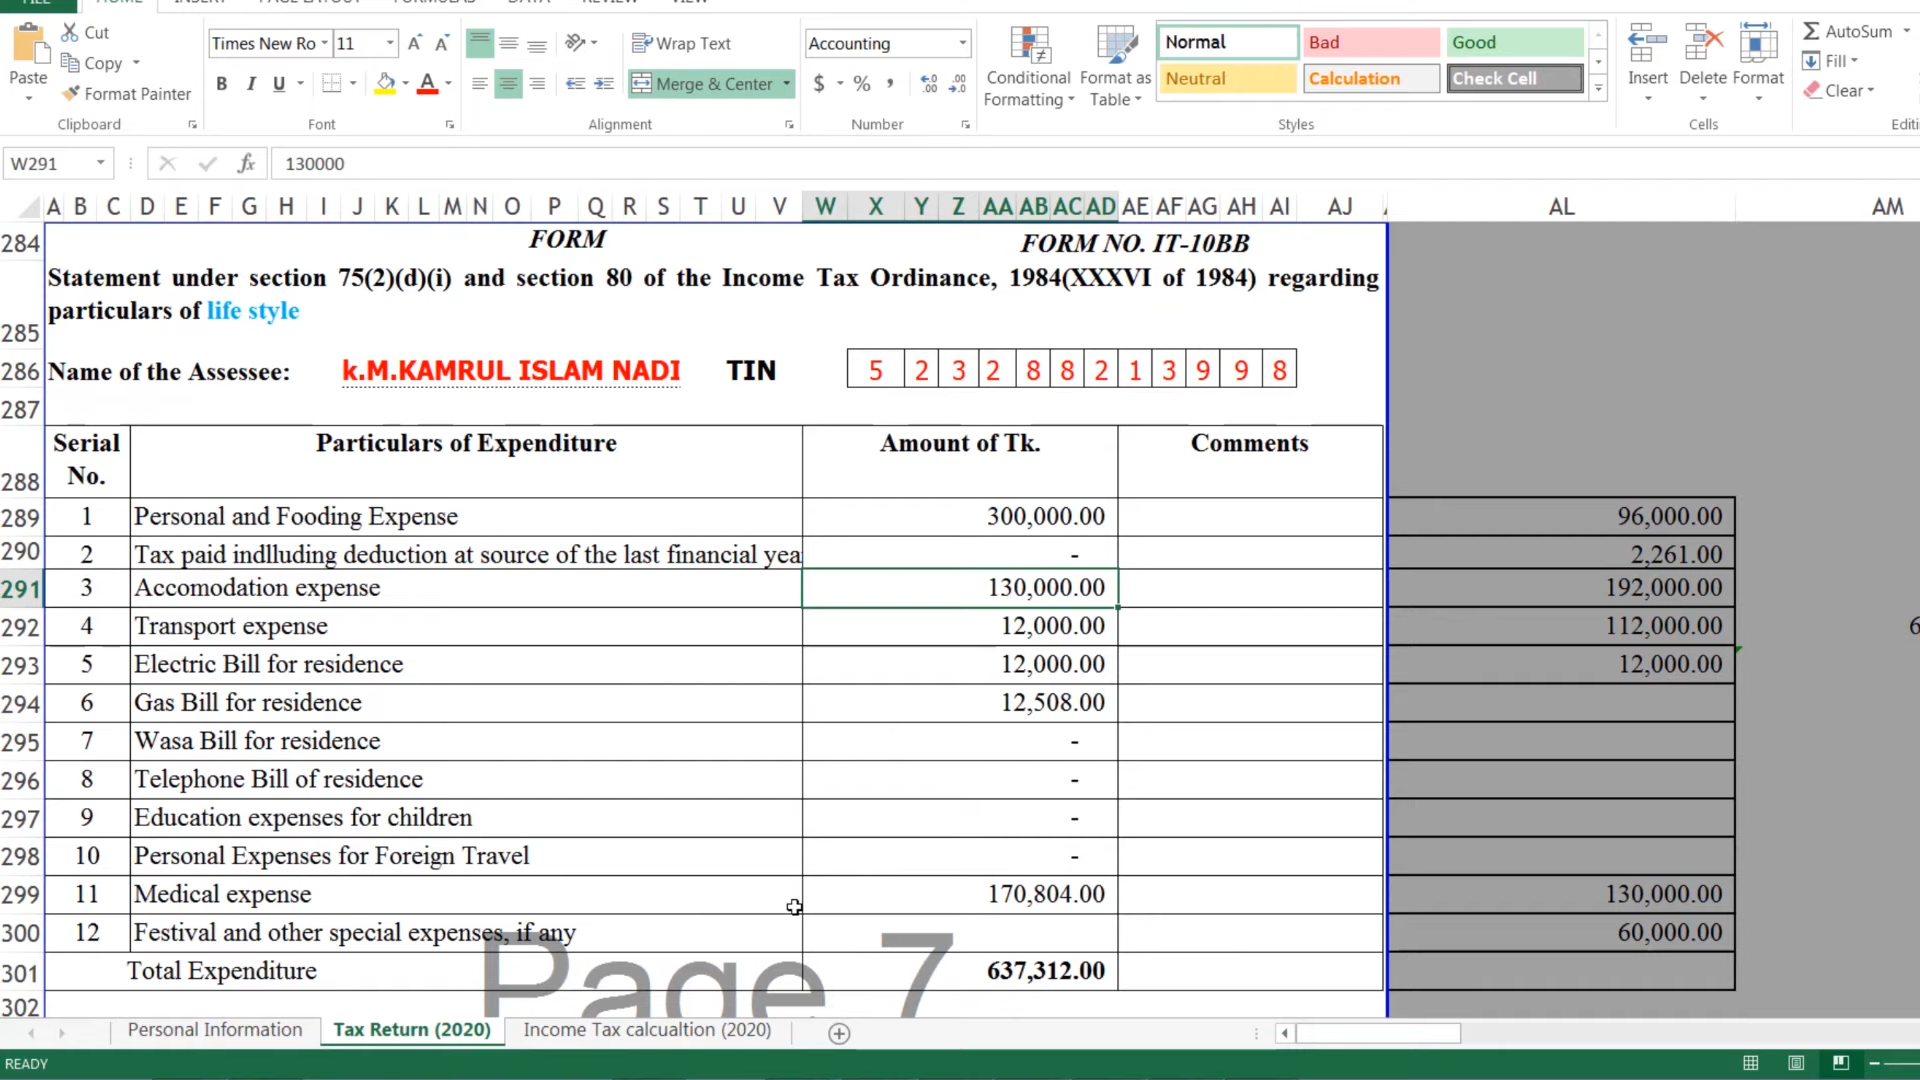 FILE HOME INSERT PAGE LAYOUT FORMULAS DATA REVIEW VIEW
Paste
Cut
Copy
Format Painter
Clipboard
Times New Ro 11
B I U
Font
Wrap Text
Merge & Center
Alignment
Accounting
$ % ,
Number
Conditional Formatting
Format as Table
Normal Bad Good
Neutral Calculation Check Cell
Styles
Insert Delete Format
Cells
AutoSum
Fill
Clear
Editi
W291 fx 130000
A B C D E F G H I J K L M N O P Q R S T U V W X Y Z AA AB AC AD AE AF AG AH AI AJ AL AM
284 FORM FORM NO. IT-10BB
Statement under section 75(2)(d)(i) and section 80 of the Income Tax Ordinance, 1984(XXXVI of 1984) regarding
285 particulars of life style
286 Name of the Assessee: k.M.KAMRUL ISLAM NADI TIN 5 2 3 2 8 8 2 1 3 9 9 8
287
288 Serial No. Particulars of Expenditure Amount of Tk. Comments
289 1 Personal and Fooding Expense 300,000.00 96,000.00
290 2 Tax paid indlluding deduction at source of the last financial yea - 2,261.00
291 3 Accomodation expense 130,000.00 192,000.00
292 4 Transport expense 12,000.00 112,000.00 6
293 5 Electric Bill for residence 12,000.00 12,000.00
294 6 Gas Bill for residence 12,508.00
295 7 Wasa Bill for residence -
296 8 Telephone Bill of residence -
297 9 Education expenses for children -
298 10 Personal Expenses for Foreign Travel -
299 11 Medical expense 170,804.00 130,000.00
300 12 Festival and other special expenses, if any 60,000.00
301 Total Expenditure 637,312.00
302
Page 7
Personal Information Tax Return (2020) Income Tax calcualtion (2020)
READY